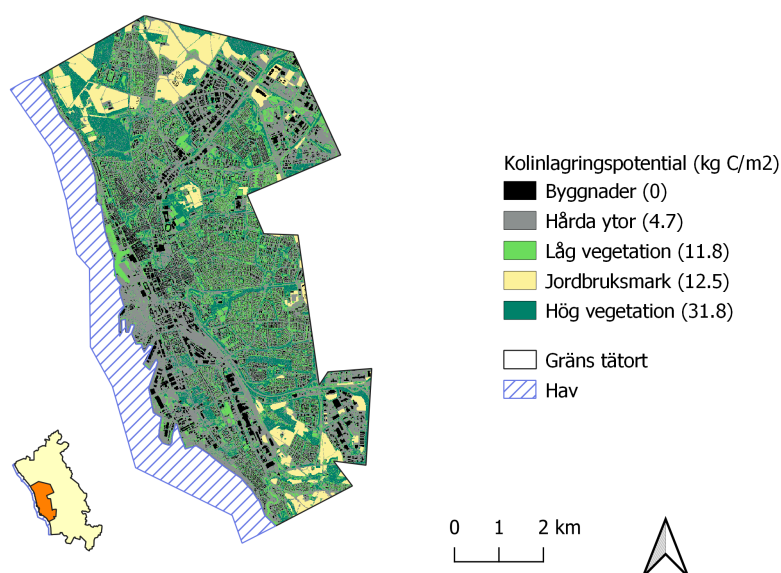 Kolinlagringspotential (kg C/m2)
Byggnader (0)
Hårda ytor (4.7)
Låg vegetation (11.8)
Jordbruksmark (12.5)
Hög vegetation (31.8)
Gräns tätort
Hav
0 1 2 km